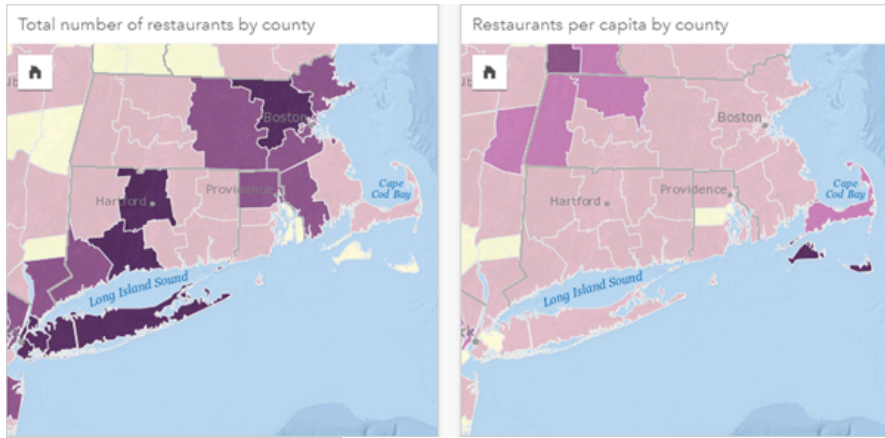 Total number of restaurants by county
Boston
Cape
Cod Bay
Providence
Hartford
Long Island Sound
Restaurants per capita by county
Boston
Cape
Cod Bay
Providence
Hartford
Long Island Sound